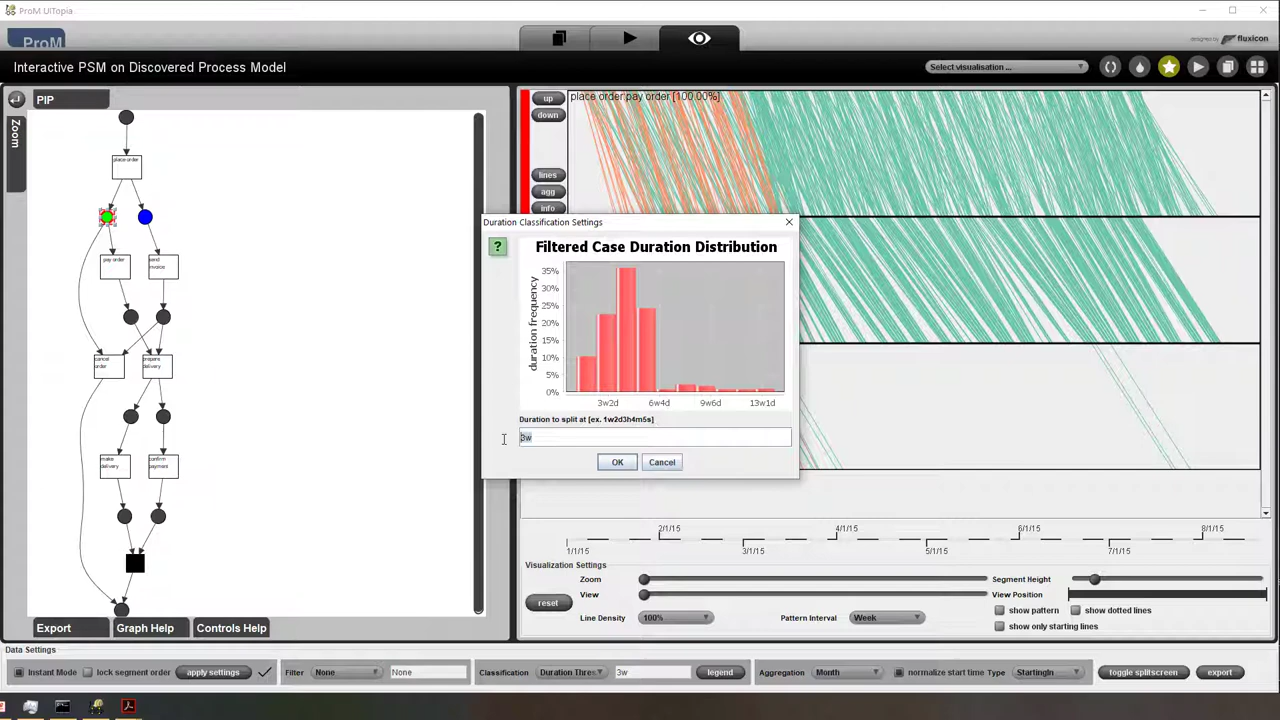 ProM UITopia
ProM
designed by fluxicon
Interactive PSM on Discovered Process Model
Select visualisation ...
PIP
Zoom
place order
pay order
send invoice
cancel order
prepare delivery
make delivery
confirm payment
Export
Graph Help
Controls Help
up
down
lines
agg
info
place order:pay order [100.00%]
Duration Classification Settings
?
Filtered Case Duration Distribution
duration frequency
35%
30%
25%
20%
15%
10%
5%
0%
3w2d
6w4d
9w6d
13w1d
Duration to split at [ex. 1w2d3h4m5s]
3w
OK
Cancel
2/1/15
4/1/15
6/1/15
8/1/15
1/1/15
3/1/15
5/1/15
7/1/15
Visualization Settings
Zoom
Segment Height
View
View Position
reset
show pattern
show dotted lines
Line Density
100%
Pattern Interval
Week
show only starting lines
Data Settings
Instant Mode
lock segment order
apply settings
Filter
None
None
Classification
Duration Thres
3w
legend
Aggregation
Month
normalize start time
Type
StartingIn
toggle splitscreen
export